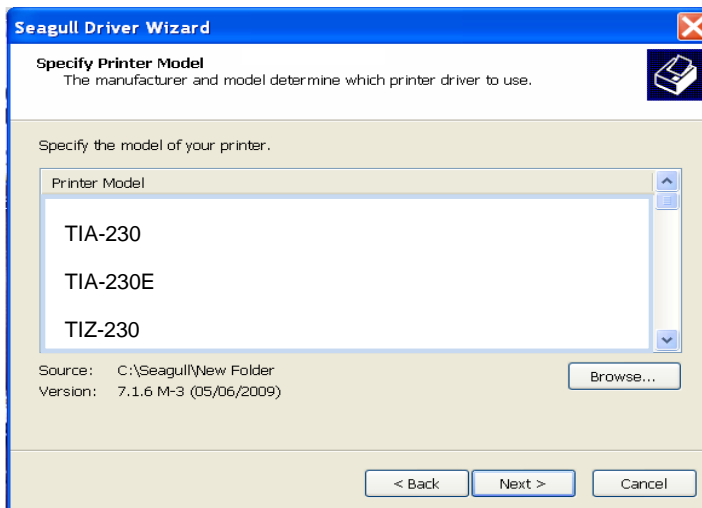 Seagull Driver Wizard
Specify Printer Model
The manufacturer and model determine which printer driver to use.
Specify the model of your printer.
Printer Model
TIA-230
TIA-230E
TIZ-230
Source: C:\Seagull\New Folder
Browse...
Version: 7.1.6 M-3 (05/06/2009)
< Back Next > Cancel